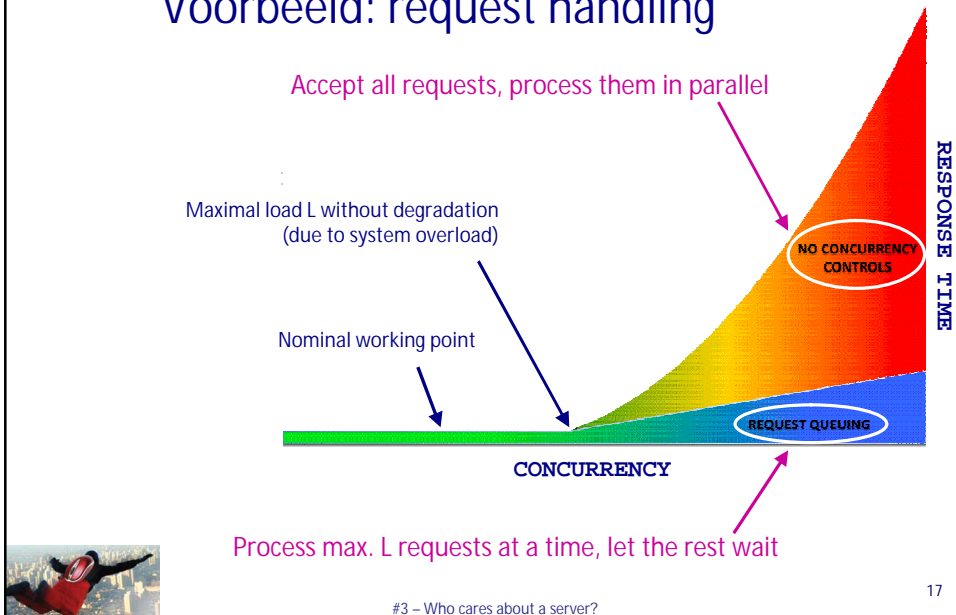 Voorbeeld: request handling
Accept all requests, process them in parallel
Maximal load L without degradation
(due to system overload)
Nominal working point
NO CONCURRENCY
CONTROLS
RESPONSE TIME
REQUEST QUEUING
CONCURRENCY
Process max. L requests at a time, let the rest wait
#3 – Who cares about a server?
17